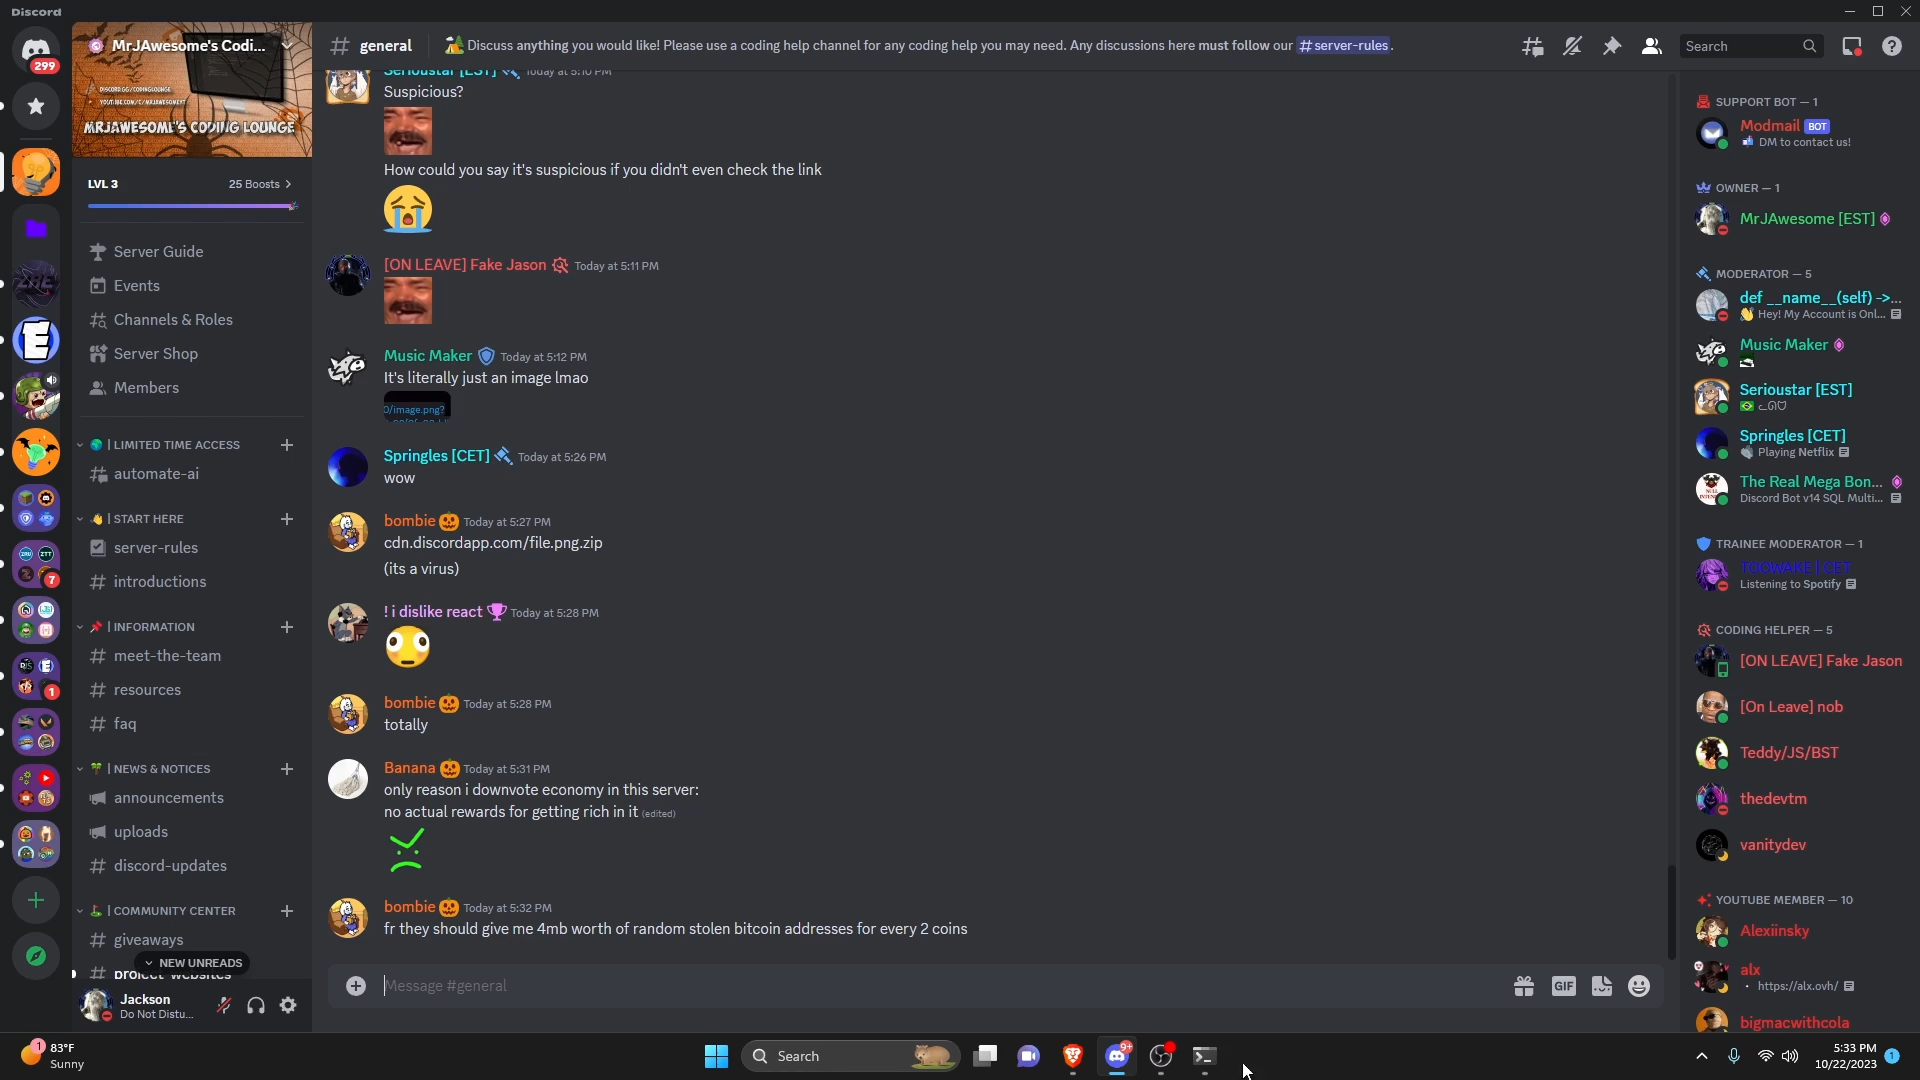 Discord
299
MrJAwesome's Codi...
DISCORD.GG/CODINGLOUNGE
YOUTUBE.COM/C/MRJAWESOMEYT
MRJAWESOME'S CODING LOUNGE
LVL 3
25 Boosts
Server Guide
Events
Channels & Roles
Server Shop
Members
| LIMITED TIME ACCESS
automate-ai
| START HERE
server-rules
introductions
| INFORMATION
meet-the-team
resources
faq
| NEWS & NOTICES
announcements
uploads
discord-updates
| COMMUNITY CENTER
giveaways
NEW UNREADS
project-websites
7
1
Jackson
Do Not Distu...
general
Discuss anything you would like! Please use a coding help channel for any coding help you may need. Any discussions here must follow our #server-rules.
Search
Serioustar [EST] Today at 5:10 PM
Suspicious?
How could you say it's suspicious if you didn't even check the link
[ON LEAVE] Fake Jason Today at 5:11 PM
Music Maker Today at 5:12 PM
It's literally just an image lmao
0/image.png?
Springles [CET] Today at 5:26 PM
wow
bombie Today at 5:27 PM
cdn.discordapp.com/file.png.zip
(its a virus)
! i dislike react Today at 5:28 PM
bombie Today at 5:28 PM
totally
Banana Today at 5:31 PM
only reason i downvote economy in this server:
no actual rewards for getting rich in it (edited)
bombie Today at 5:32 PM
fr they should give me 4mb worth of random stolen bitcoin addresses for every 2 coins
Message #general
GIF
SUPPORT BOT — 1
Modmail BOT
DM to contact us!
OWNER — 1
MrJAwesome [EST]
MODERATOR — 5
def __name__(self) ->...
Hey! My Account is Onl...
Music Maker
Serioustar [EST]
Springles [CET]
Playing Netflix
The Real Mega Bon...
Discord Bot v14 SQL Multi...
TRAINEE MODERATOR — 1
TOOWAKE | CET
Listening to Spotify
CODING HELPER — 5
[ON LEAVE] Fake Jason
[On Leave] nob
Teddy/JS/BST
thedevtm
vanitydev
YOUTUBE MEMBER — 10
Alexiinsky
alx
• https://alx.ovh/
bigmacwithcola
1
83°F
Sunny
Search
9+
5:33 PM
10/22/2023
1